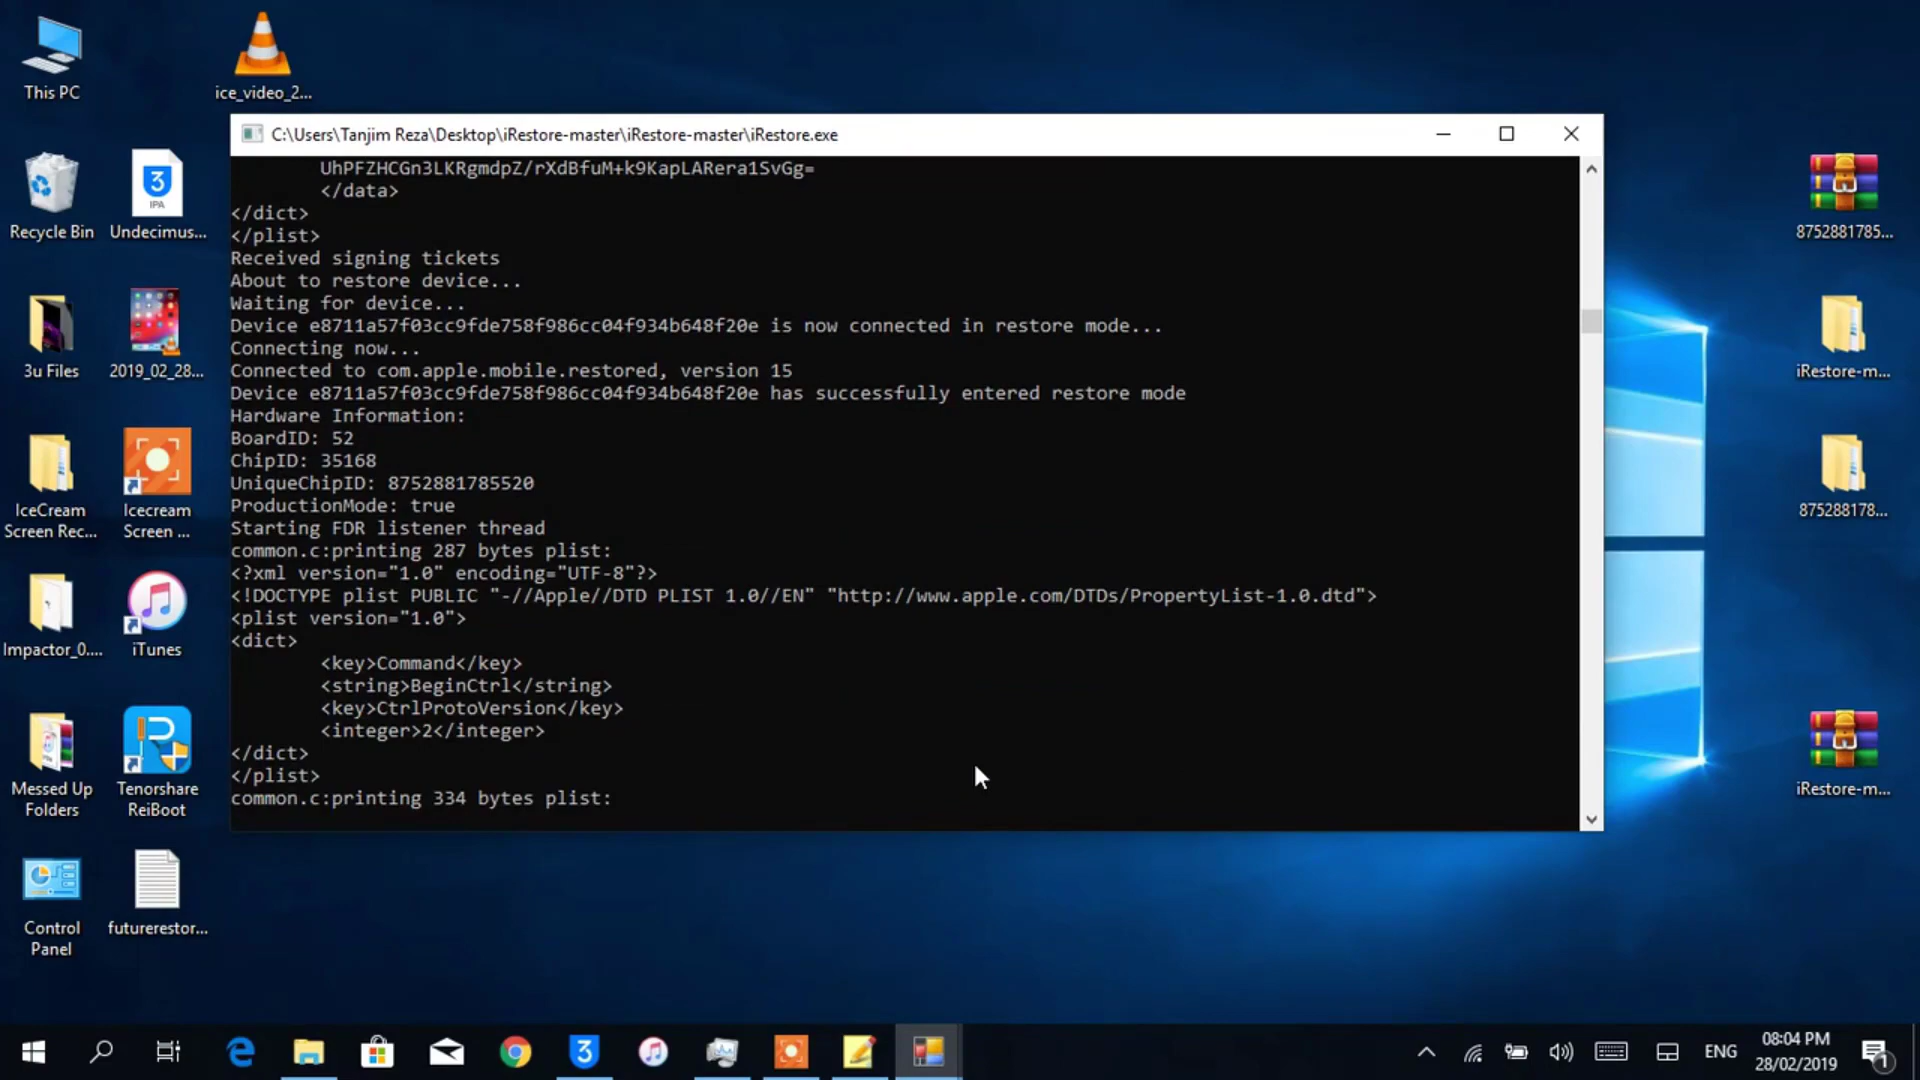 This PC
ice_video_2...
Recycle Bin
3
IPA
Undecimus...
3u Files
2019_02_28...
IceCream
Screen Rec...
Icecream
Screen ...
Impactor_0....
iTunes
Messed Up
Folders
Tenorshare
ReiBoot
Control
Panel
futurerestor...
C:\Users\Tanjim Reza\Desktop\iRestore-master\iRestore-master\iRestore.exe
UhPFZHCGn3LKRgmdpZ/rXdBfuM+k9KapLARera1SvGg=
</data>
</dict>
</plist>
Received signing tickets
About to restore device...
Waiting for device...
Device e8711a57f03cc9fde758f986cc04f934b648f20e is now connected in restore mode...
Connecting now...
Connected to com.apple.mobile.restored, version 15
Device e8711a57f03cc9fde758f986cc04f934b648f20e has successfully entered restore mode
Hardware Information:
BoardID: 52
ChipID: 35168
UniqueChipID: 8752881785520
ProductionMode: true
Starting FDR listener thread
common.c:printing 287 bytes plist:
<?xml version="1.0" encoding="UTF-8"?>
<!DOCTYPE plist PUBLIC "-//Apple//DTD PLIST 1.0//EN" "http://www.apple.com/DTDs/PropertyList-1.0.dtd">
<plist version="1.0">
<dict>
<key>Command</key>
<string>BeginCtrl</string>
<key>CtrlProtoVersion</key>
<integer>2</integer>
</dict>
</plist>
common.c:printing 334 bytes plist:
8752881785...
iRestore-m...
875288178...
iRestore-m...
3
ENG
08:04 PM
28/02/2019
1